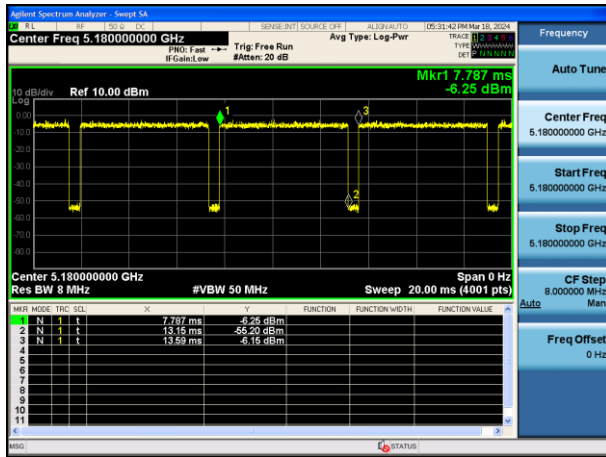 Agilent Spectrum Analyzer - Swept SA
RL RF 50 Ω DC SENSE:INT SOURCE OFF ALIGNAUTO 05:31:42 PM Mar 18, 2024
Center Freq 5.180000000 GHz
PNO: Fast
IFGain:Low
Trig: Free Run
#Atten: 20 dB
Avg Type: Log-Pwr
TRACE 1 2 3 4 5 6
TYPE
DET P N N N N N
Mkr1 7.787 ms
-6.25 dBm
10 dB/div Ref 10.00 dBm
Log
0.00
-10.0
-20.0
-30.0
-40.0
-50.0
-60.0
-70.0
-80.0
1
2
3
Center 5.180000000 GHz Span 0 Hz
Res BW 8 MHz #VBW 50 MHz Sweep 20.00 ms (4001 pts)
MKR MODE TRC SCL X Y FUNCTION FUNCTION WIDTH FUNCTION VALUE
1 N 1 t 7.787 ms -6.25 dBm
2 N 1 t 13.15 ms -55.20 dBm
3 N 1 t 13.59 ms -6.15 dBm
4
5
6
7
8
9
10
11
MSG STATUS
Frequency
Auto Tune
Center Freq
5.180000000 GHz
Start Freq
5.180000000 GHz
Stop Freq
5.180000000 GHz
CF Step
8.000000 MHz
Auto Man
Freq Offset
0 Hz